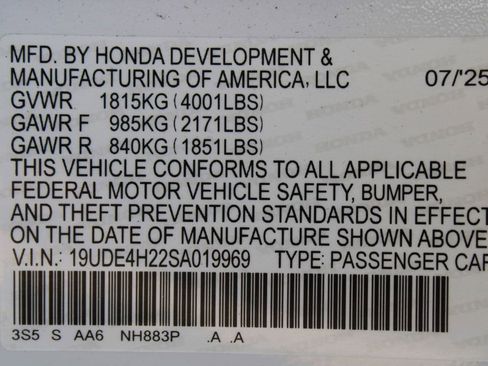 MFD. BY HONDA DEVELOPMENT &
MANUFACTURING OF AMERICA, LLC 07/'25
GVWR 1815KG (4001LBS)
GAWR F 985KG (2171LBS)
GAWR R 840KG (1851LBS)
THIS VEHICLE CONFORMS TO ALL APPLICABLE
FEDERAL MOTOR VEHICLE SAFETY, BUMPER,
AND THEFT PREVENTION STANDARDS IN EFFECT
ON THE DATE OF MANUFACTURE SHOWN ABOVE.
V.I.N.: 19UDE4H22SA019969 TYPE: PASSENGER CAR
3S5 S AA6 NH883P .A .A